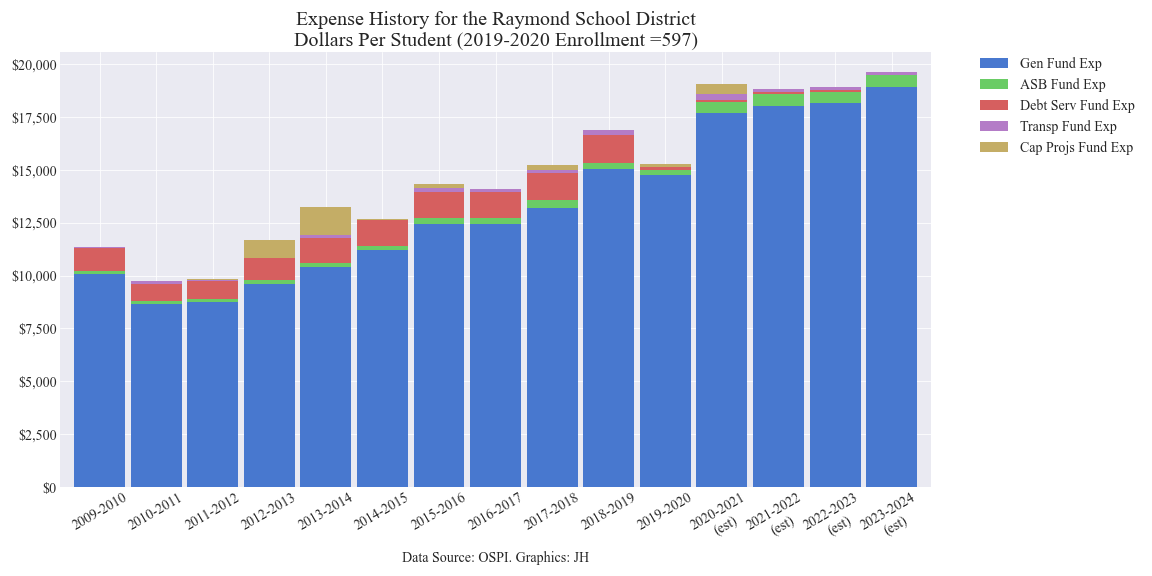 Expense History for the Raymond School District
Dollars Per Student (2019-2020 Enrollment =597)
$20,000
$17,500
$15,000
$12,500
$10,000
$7,500
$5,000
$2,500
$0
Gen Fund Exp
ASB Fund Exp
Debt Serv Fund Exp
Transp Fund Exp
Cap Projs Fund Exp
2009-2010
2010-2011
2011-2012
2012-2013
2013-2014
2014-2015
2015-2016
2016-2017
2017-2018
2018-2019
2019-2020
2020-2021
(est)
2021-2022
(est)
2022-2023
(est)
2023-2024
(est)
Data Source: OSPI. Graphics: JH